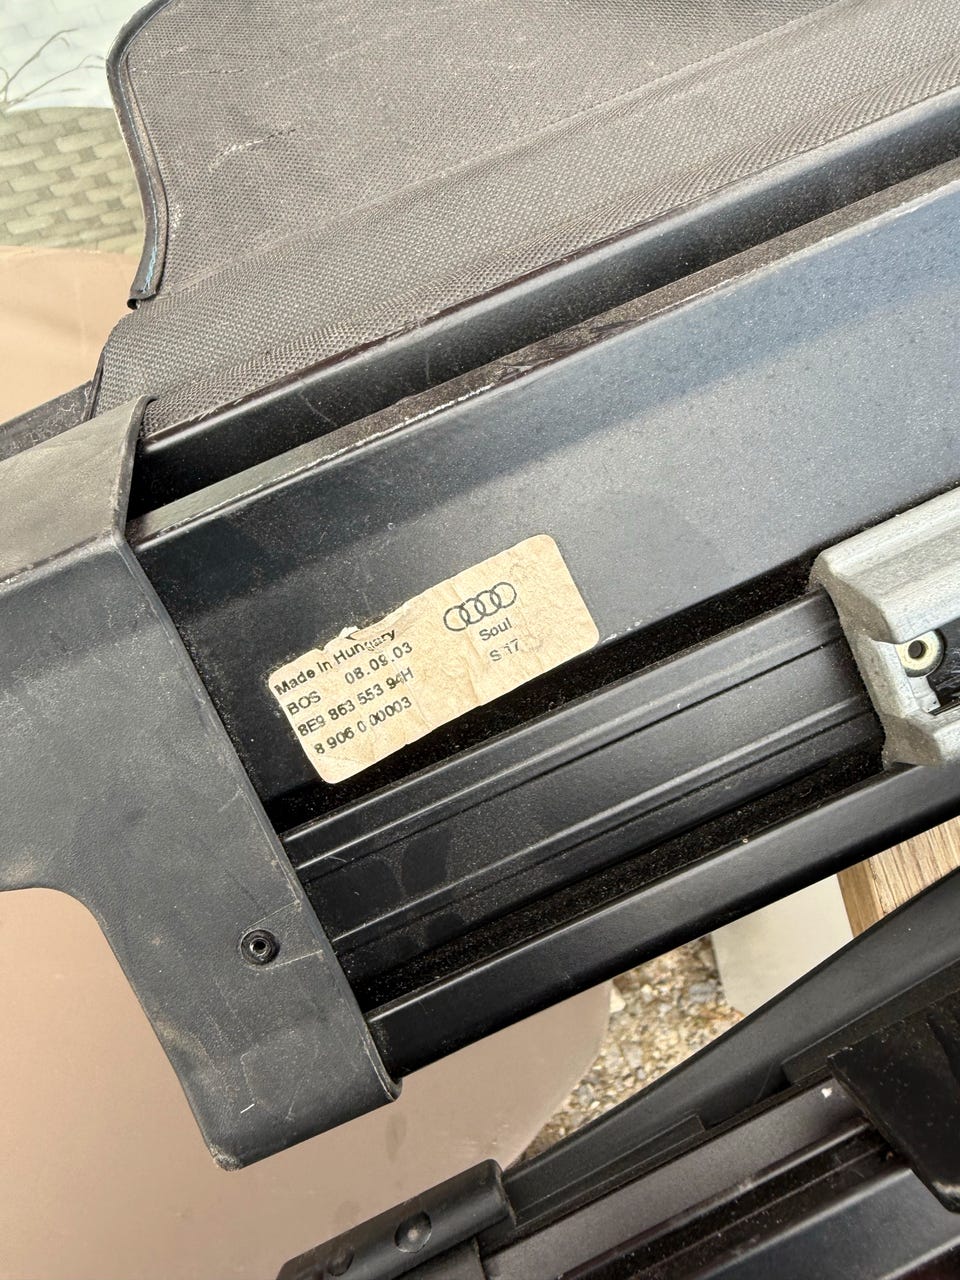 Made in Hungary
BOS 08.09.03
8E9 863 553 94H
8 906 0 00003
Soul
S 17